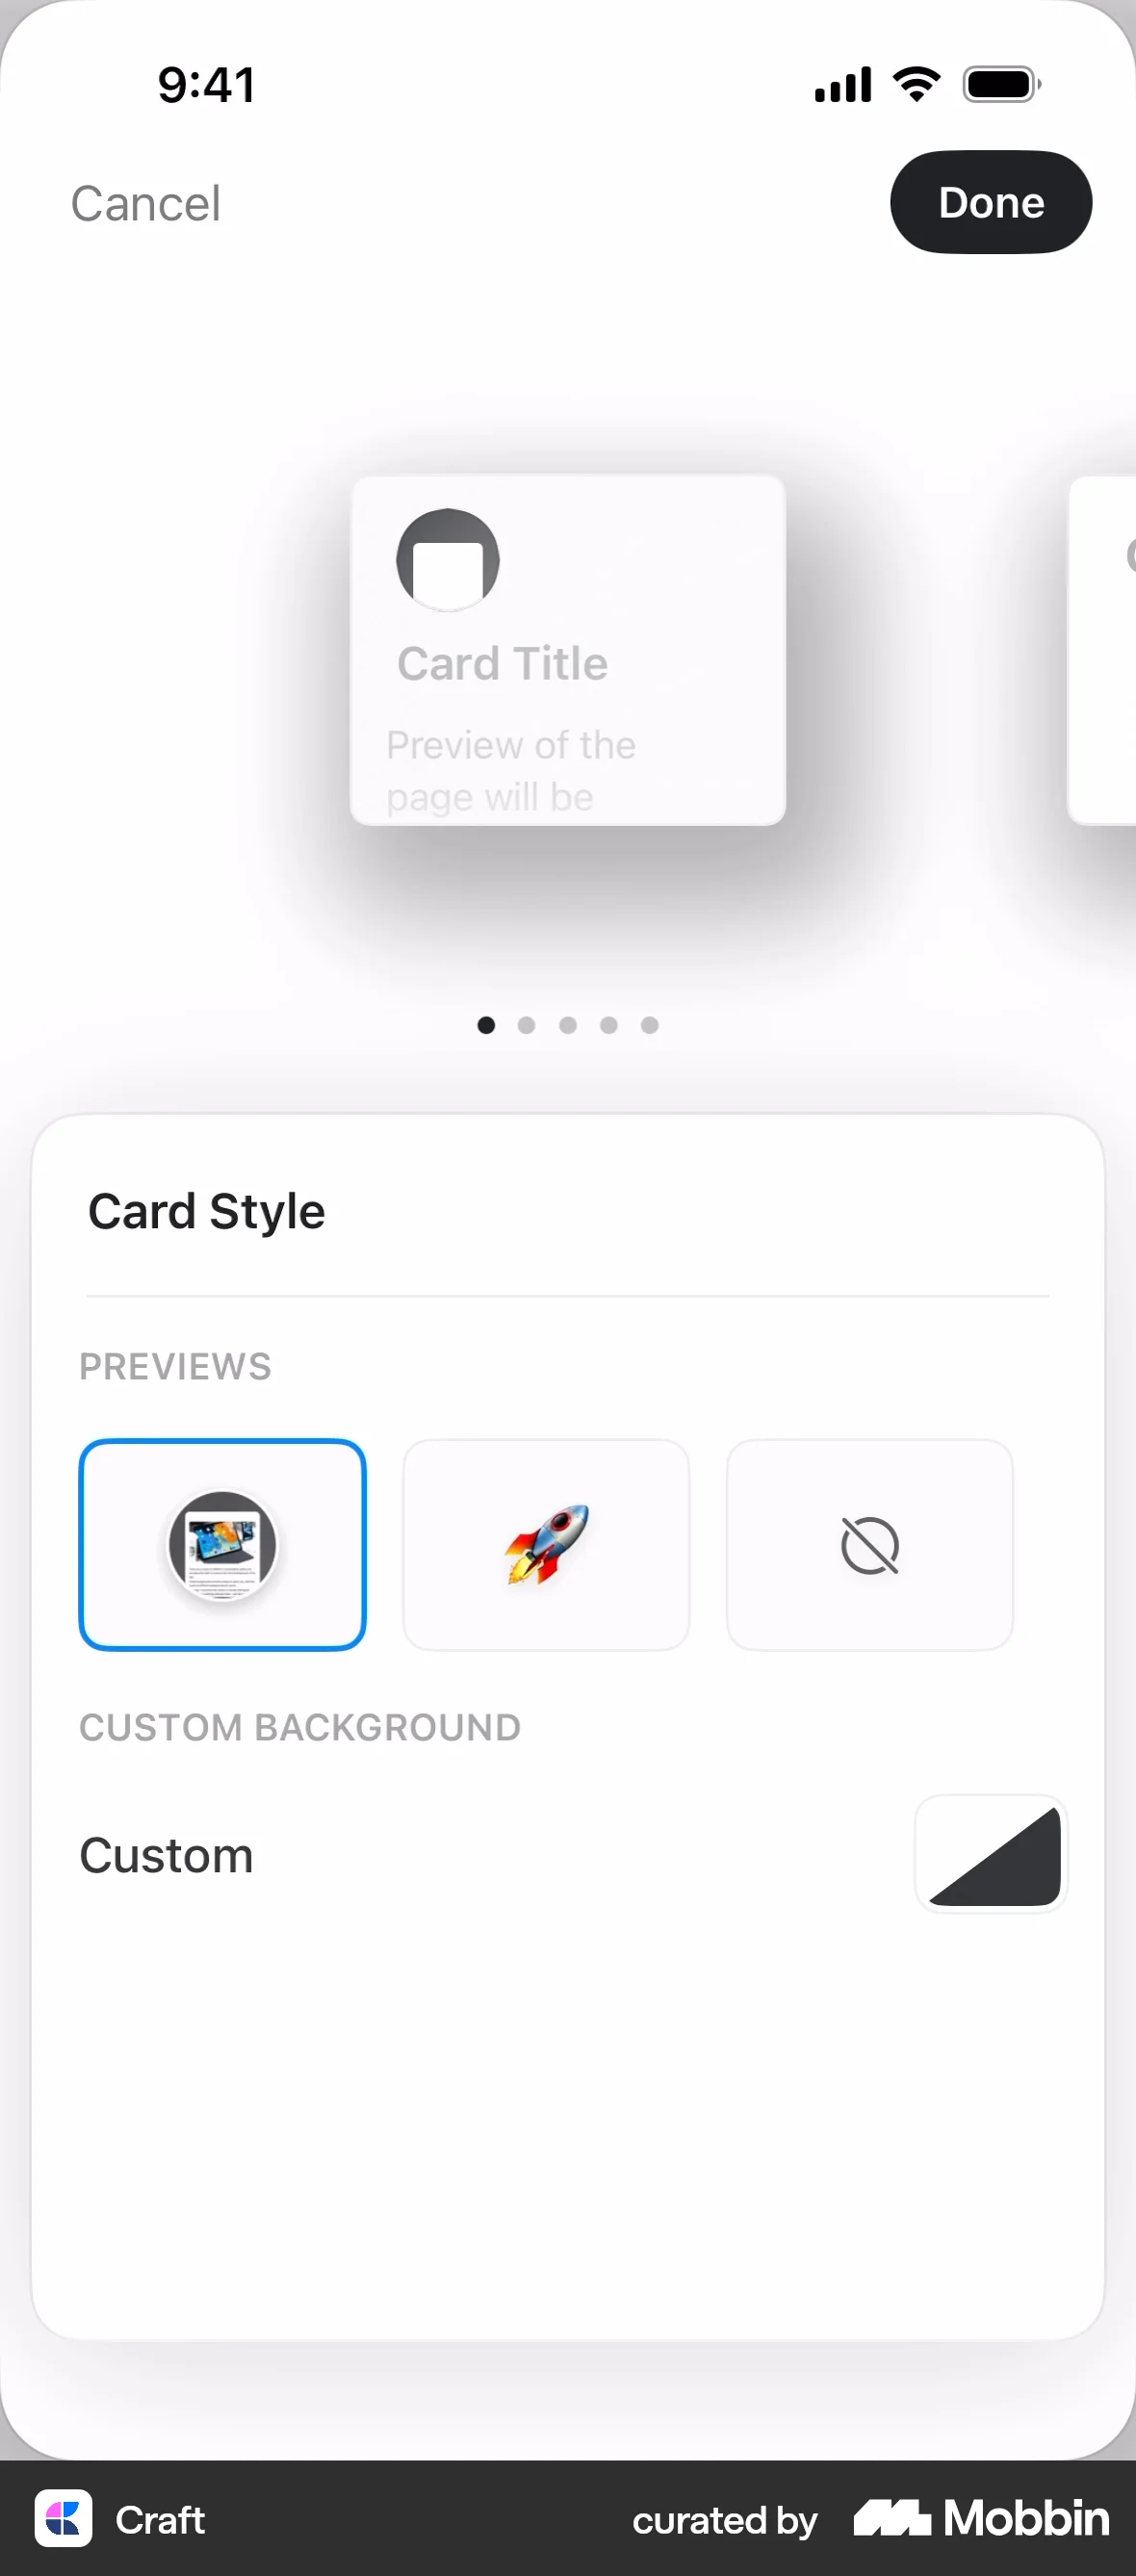 9:41
Cancel
Done
Card Title
Preview of the
page will be
Card Style
PREVIEWS
CUSTOM BACKGROUND
Custom
Craft
curated by Mobbin